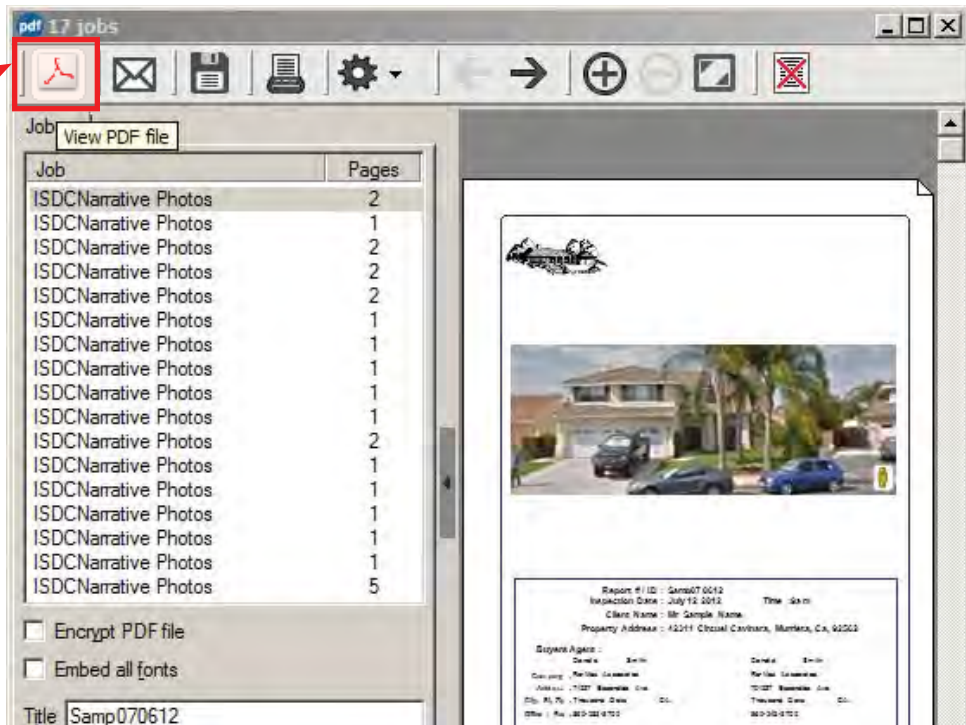 pdf 17 jobs
View PDF file
Job
Job Pages
ISDCNarrative Photos 2
ISDCNarrative Photos 1
ISDCNarrative Photos 2
ISDCNarrative Photos 2
ISDCNarrative Photos 2
ISDCNarrative Photos 1
ISDCNarrative Photos 1
ISDCNarrative Photos 1
ISDCNarrative Photos 1
ISDCNarrative Photos 1
ISDCNarrative Photos 2
ISDCNarrative Photos 1
ISDCNarrative Photos 1
ISDCNarrative Photos 1
ISDCNarrative Photos 1
ISDCNarrative Photos 1
ISDCNarrative Photos 5
Encrypt PDF file
Embed all fonts
Title Samp070612
Report # / ID : Samp070612
Inspection Date : July 12 2012 Time
Client Name : Mr Sample Name
Property Address :
Buyers Agent :